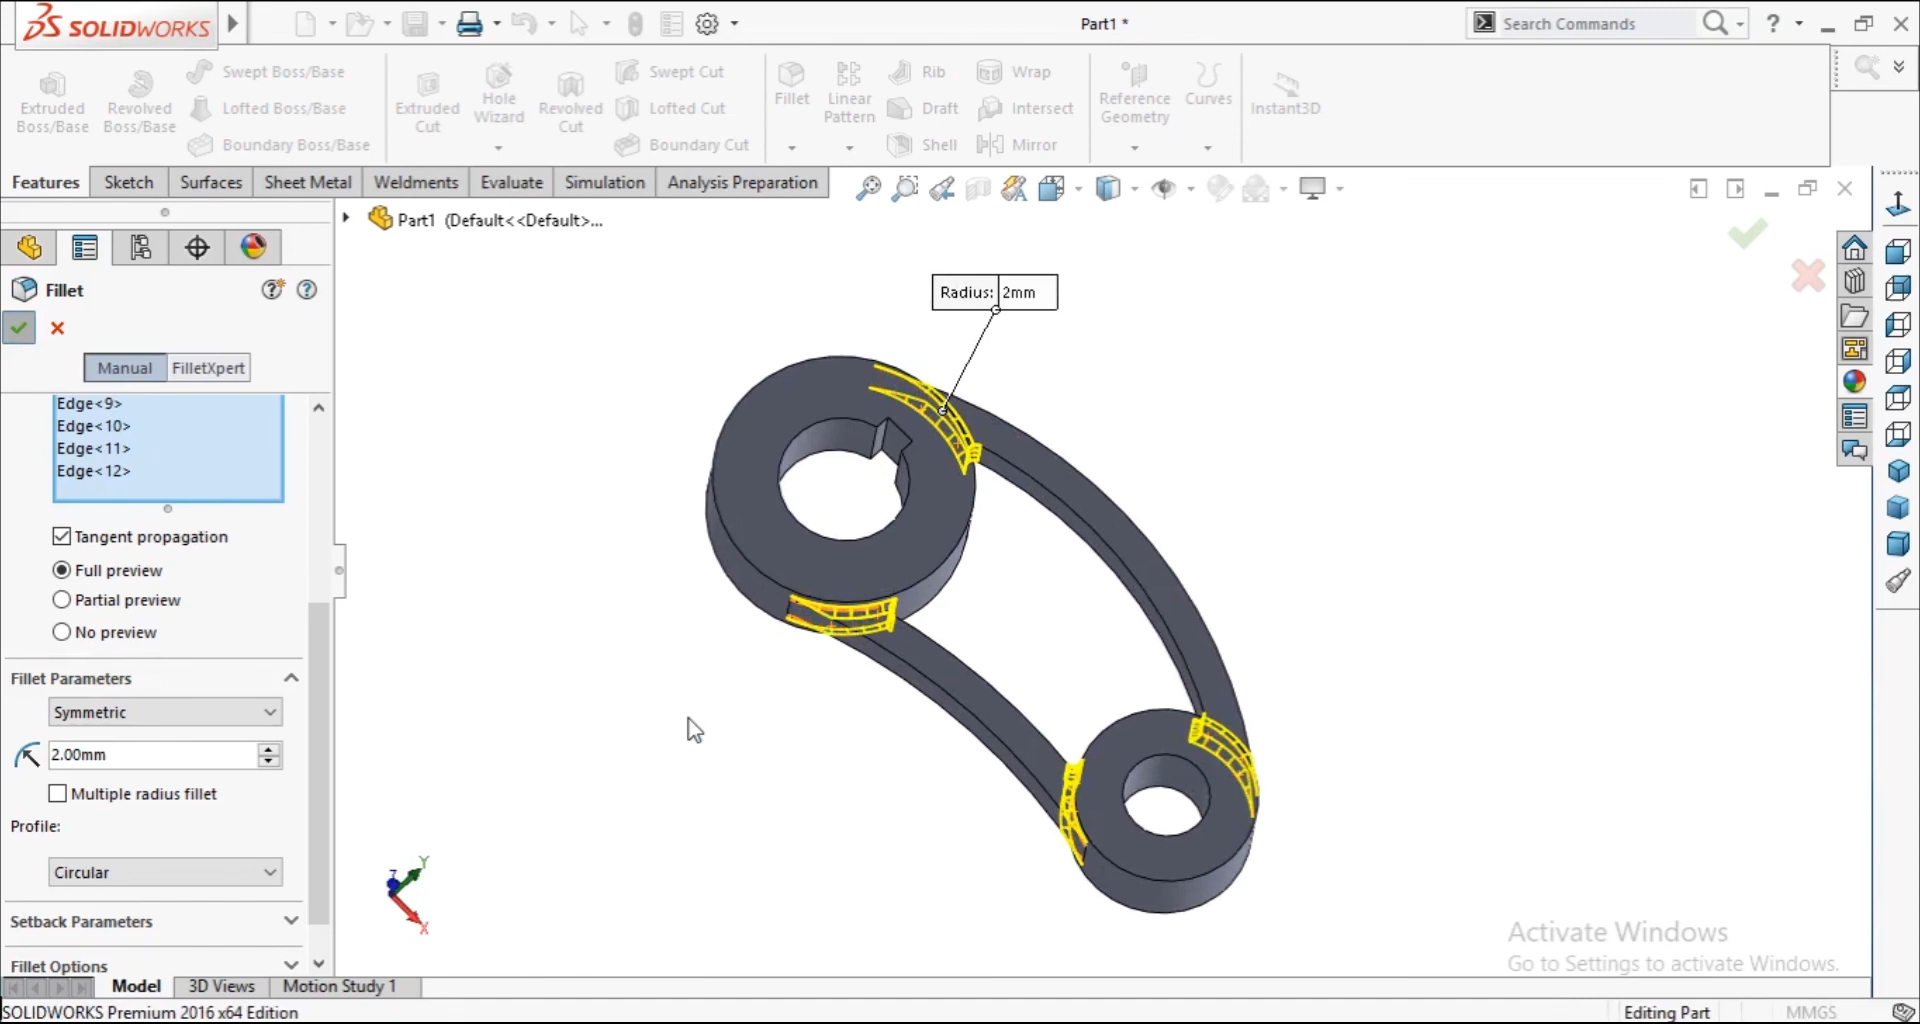 SOLIDWORKS
Part1 *
Search Commands
?
Extruded Boss/Base
Revolved Boss/Base
Swept Boss/Base
Lofted Boss/Base
Boundary Boss/Base
Extruded Cut
Hole Wizard
Revolved Cut
Swept Cut
Lofted Cut
Boundary Cut
Fillet
Linear Pattern
Rib
Draft
Shell
Wrap
Intersect
Mirror
Reference Geometry
Curves
Instant3D
Features
Sketch
Surfaces
Sheet Metal
Weldments
Evaluate
Simulation
Analysis Preparation
Part1 (Default<<Default>...
Fillet
Manual
FilletXpert
Edge<9>
Edge<10>
Edge<11>
Edge<12>
Tangent propagation
Full preview
Partial preview
No preview
Fillet Parameters
Symmetric
2.00mm
Multiple radius fillet
Profile:
Circular
Setback Parameters
Fillet Options
Radius: 2mm
Z
Y
X
Activate Windows
Go to Settings to activate Windows.
Model
3D Views
Motion Study 1
SOLIDWORKS Premium 2016 x64 Edition
Editing Part
MMGS